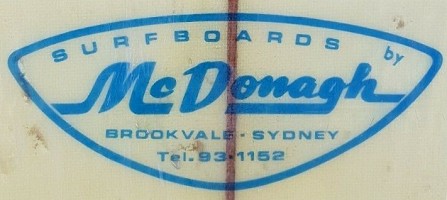 SURFBOARDS by
McDonagh
BROOKVALE - SYDNEY
Tel. 93-1152